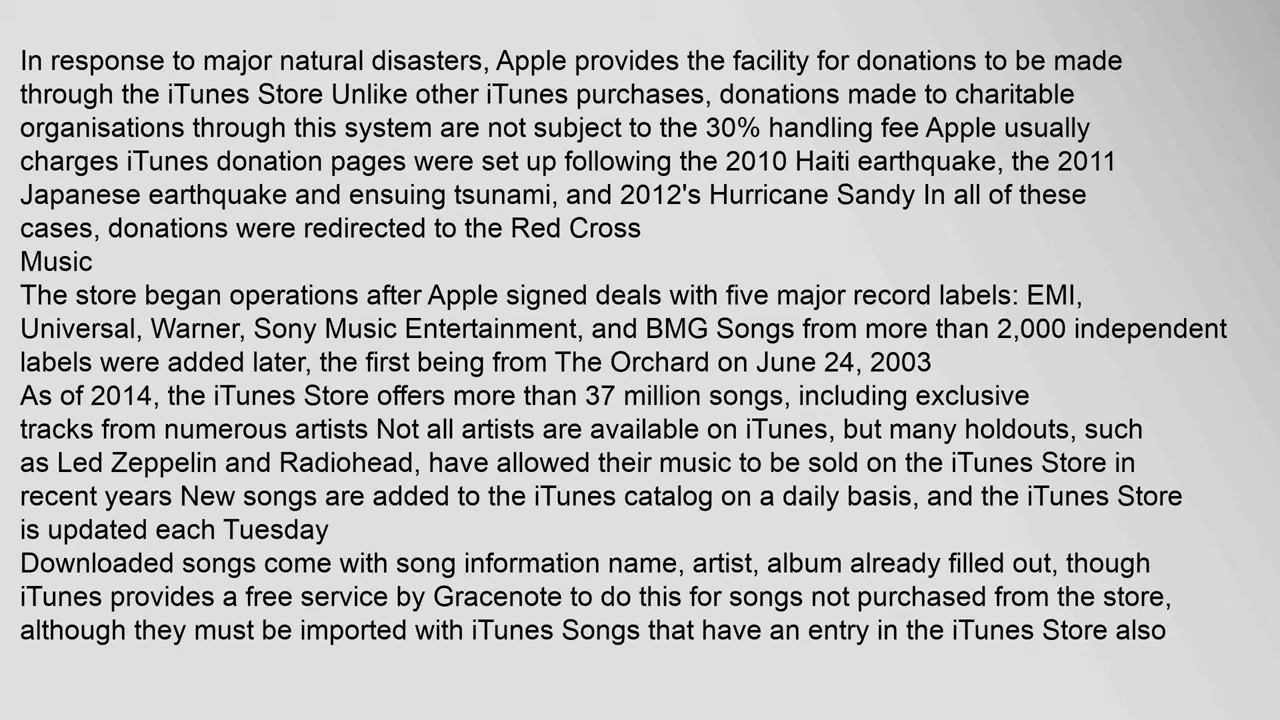 In response to major natural disasters, Apple provides the facility for donations to be made
through the iTunes Store Unlike other iTunes purchases, donations made to charitable
organisations through this system are not subject to the 30% handling fee Apple usually
charges iTunes donation pages were set up following the 2010 Haiti earthquake, the 2011
Japanese earthquake and ensuing tsunami, and 2012's Hurricane Sandy In all of these
cases, donations were redirected to the Red Cross
Music
The store began operations after Apple signed deals with five major record labels: EMI,
Universal, Warner, Sony Music Entertainment, and BMG Songs from more than 2,000 independent
labels were added later, the first being from The Orchard on June 24, 2003
As of 2014, the iTunes Store offers more than 37 million songs, including exclusive
tracks from numerous artists Not all artists are available on iTunes, but many holdouts, such
as Led Zeppelin and Radiohead, have allowed their music to be sold on the iTunes Store in
recent years New songs are added to the iTunes catalog on a daily basis, and the iTunes Store
is updated each Tuesday
Downloaded songs come with song information name, artist, album already filled out, though
iTunes provides a free service by Gracenote to do this for songs not purchased from the store,
although they must be imported with iTunes Songs that have an entry in the iTunes Store also